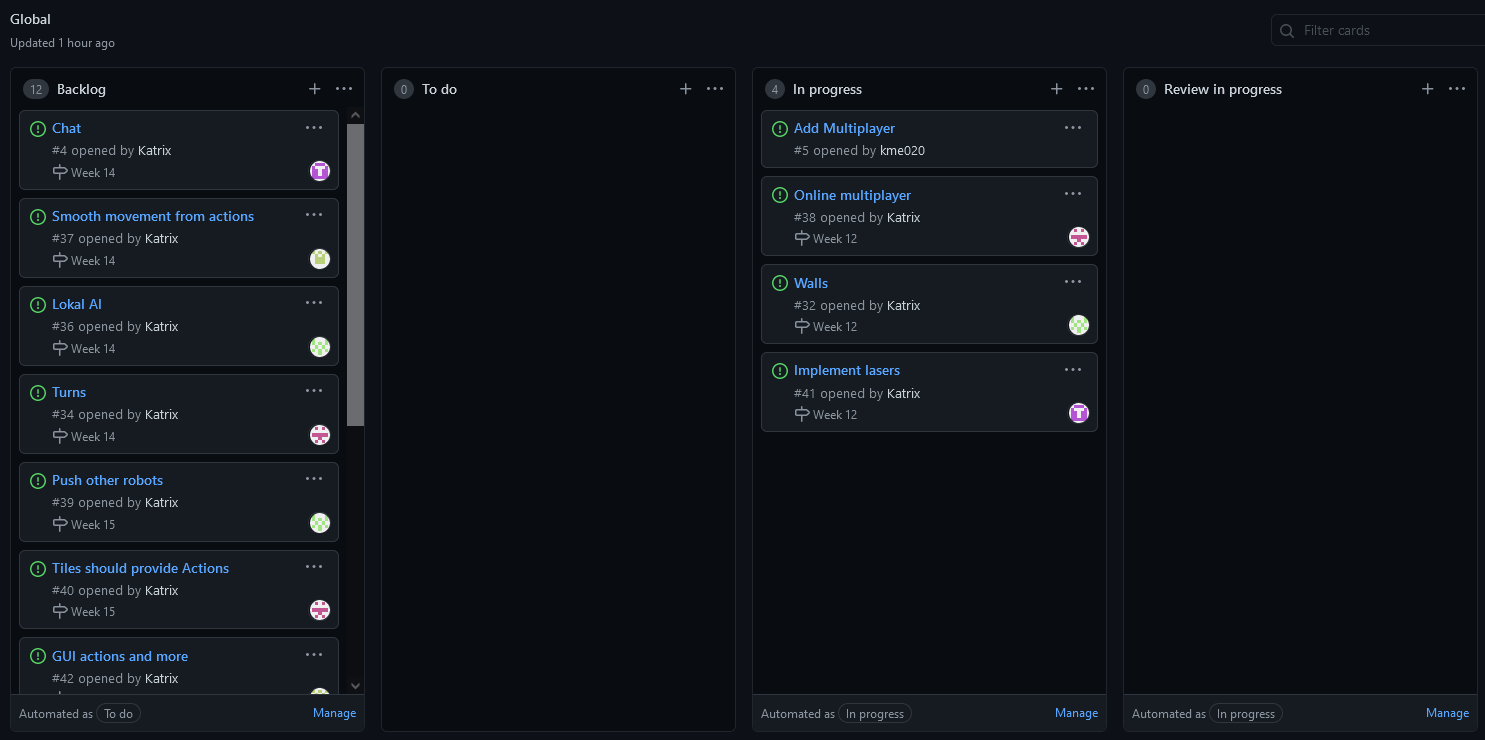 Global
Updated 1 hour ago
Filter cards
12 Backlog
Chat
#4 opened by Katrix
Week 14
Smooth movement from actions
#37 opened by Katrix
Week 14
Lokal AI
#36 opened by Katrix
Week 14
Turns
#34 opened by Katrix
Week 14
Push other robots
#39 opened by Katrix
Week 15
Tiles should provide Actions
#40 opened by Katrix
Week 15
GUI actions and more
#42 opened by Katrix
Automated as To do
Manage
0 To do
4 In progress
Add Multiplayer
#5 opened by kme020
Online multiplayer
#38 opened by Katrix
Week 12
Walls
#32 opened by Katrix
Week 12
Implement lasers
#41 opened by Katrix
Week 12
Automated as In progress
Manage
0 Review in progress
Automated as In progress
Manage